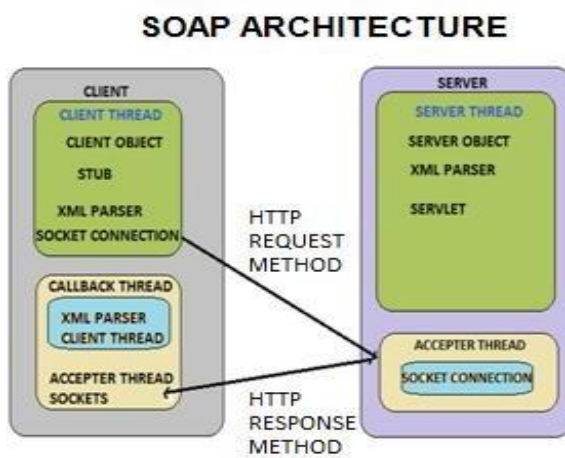 SOAP ARCHITECTURE
CLIENT
CLIENT THREAD
CLIENT OBJECT
STUB
XML PARSER
SOCKET CONNECTION
CALLBACK THREAD
XML PARSER
CLIENT THREAD
ACCEPTER THREAD
SOCKETS
HTTP
REQUEST
METHOD
HTTP
RESPONSE
METHOD
SERVER
SERVER THREAD
SERVER OBJECT
XML PARSER
SERVLET
ACCEPTER THREAD
SOCKET CONNECTION